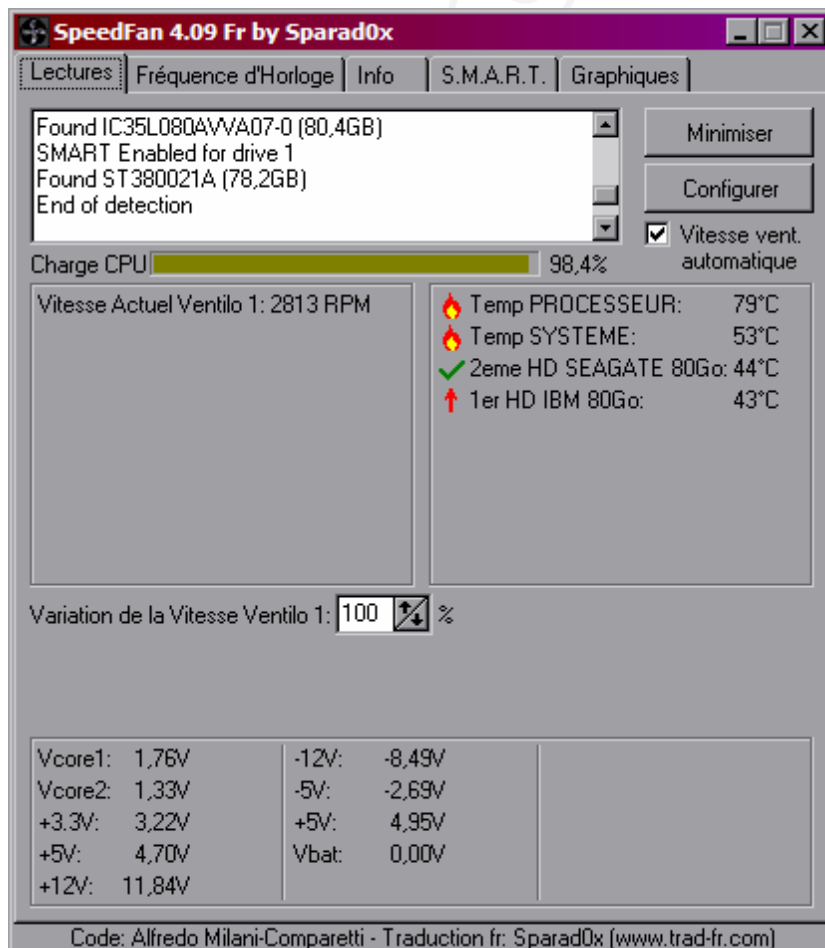 SpeedFan 4.09 Fr by Sparad0x
Lectures Fréquence d'Horloge Info S.M.A.R.T. Graphiques
Found IC35L080AVVA07-0 (80,4GB)
SMART Enabled for drive 1
Found ST380021A (78,2GB)
End of detection
Minimiser
Configurer
Vitesse vent. automatique
Charge CPU 98,4%
Vitesse Actuel Ventilo 1: 2813 RPM
Temp PROCESSEUR: 79°C
Temp SYSTEME: 53°C
2eme HD SEAGATE 80Go: 44°C
1er HD IBM 80Go: 43°C
Variation de la Vitesse Ventilo 1: 100 %
Vcore1: 1,76V
Vcore2: 1,33V
+3.3V: 3,22V
+5V: 4,70V
+12V: 11,84V
-12V: -8,49V
-5V: -2,69V
+5V: 4,95V
Vbat: 0,00V
Code: Alfredo Milani-Comparetti - Traduction fr: Sparad0x (www.trad-fr.com)